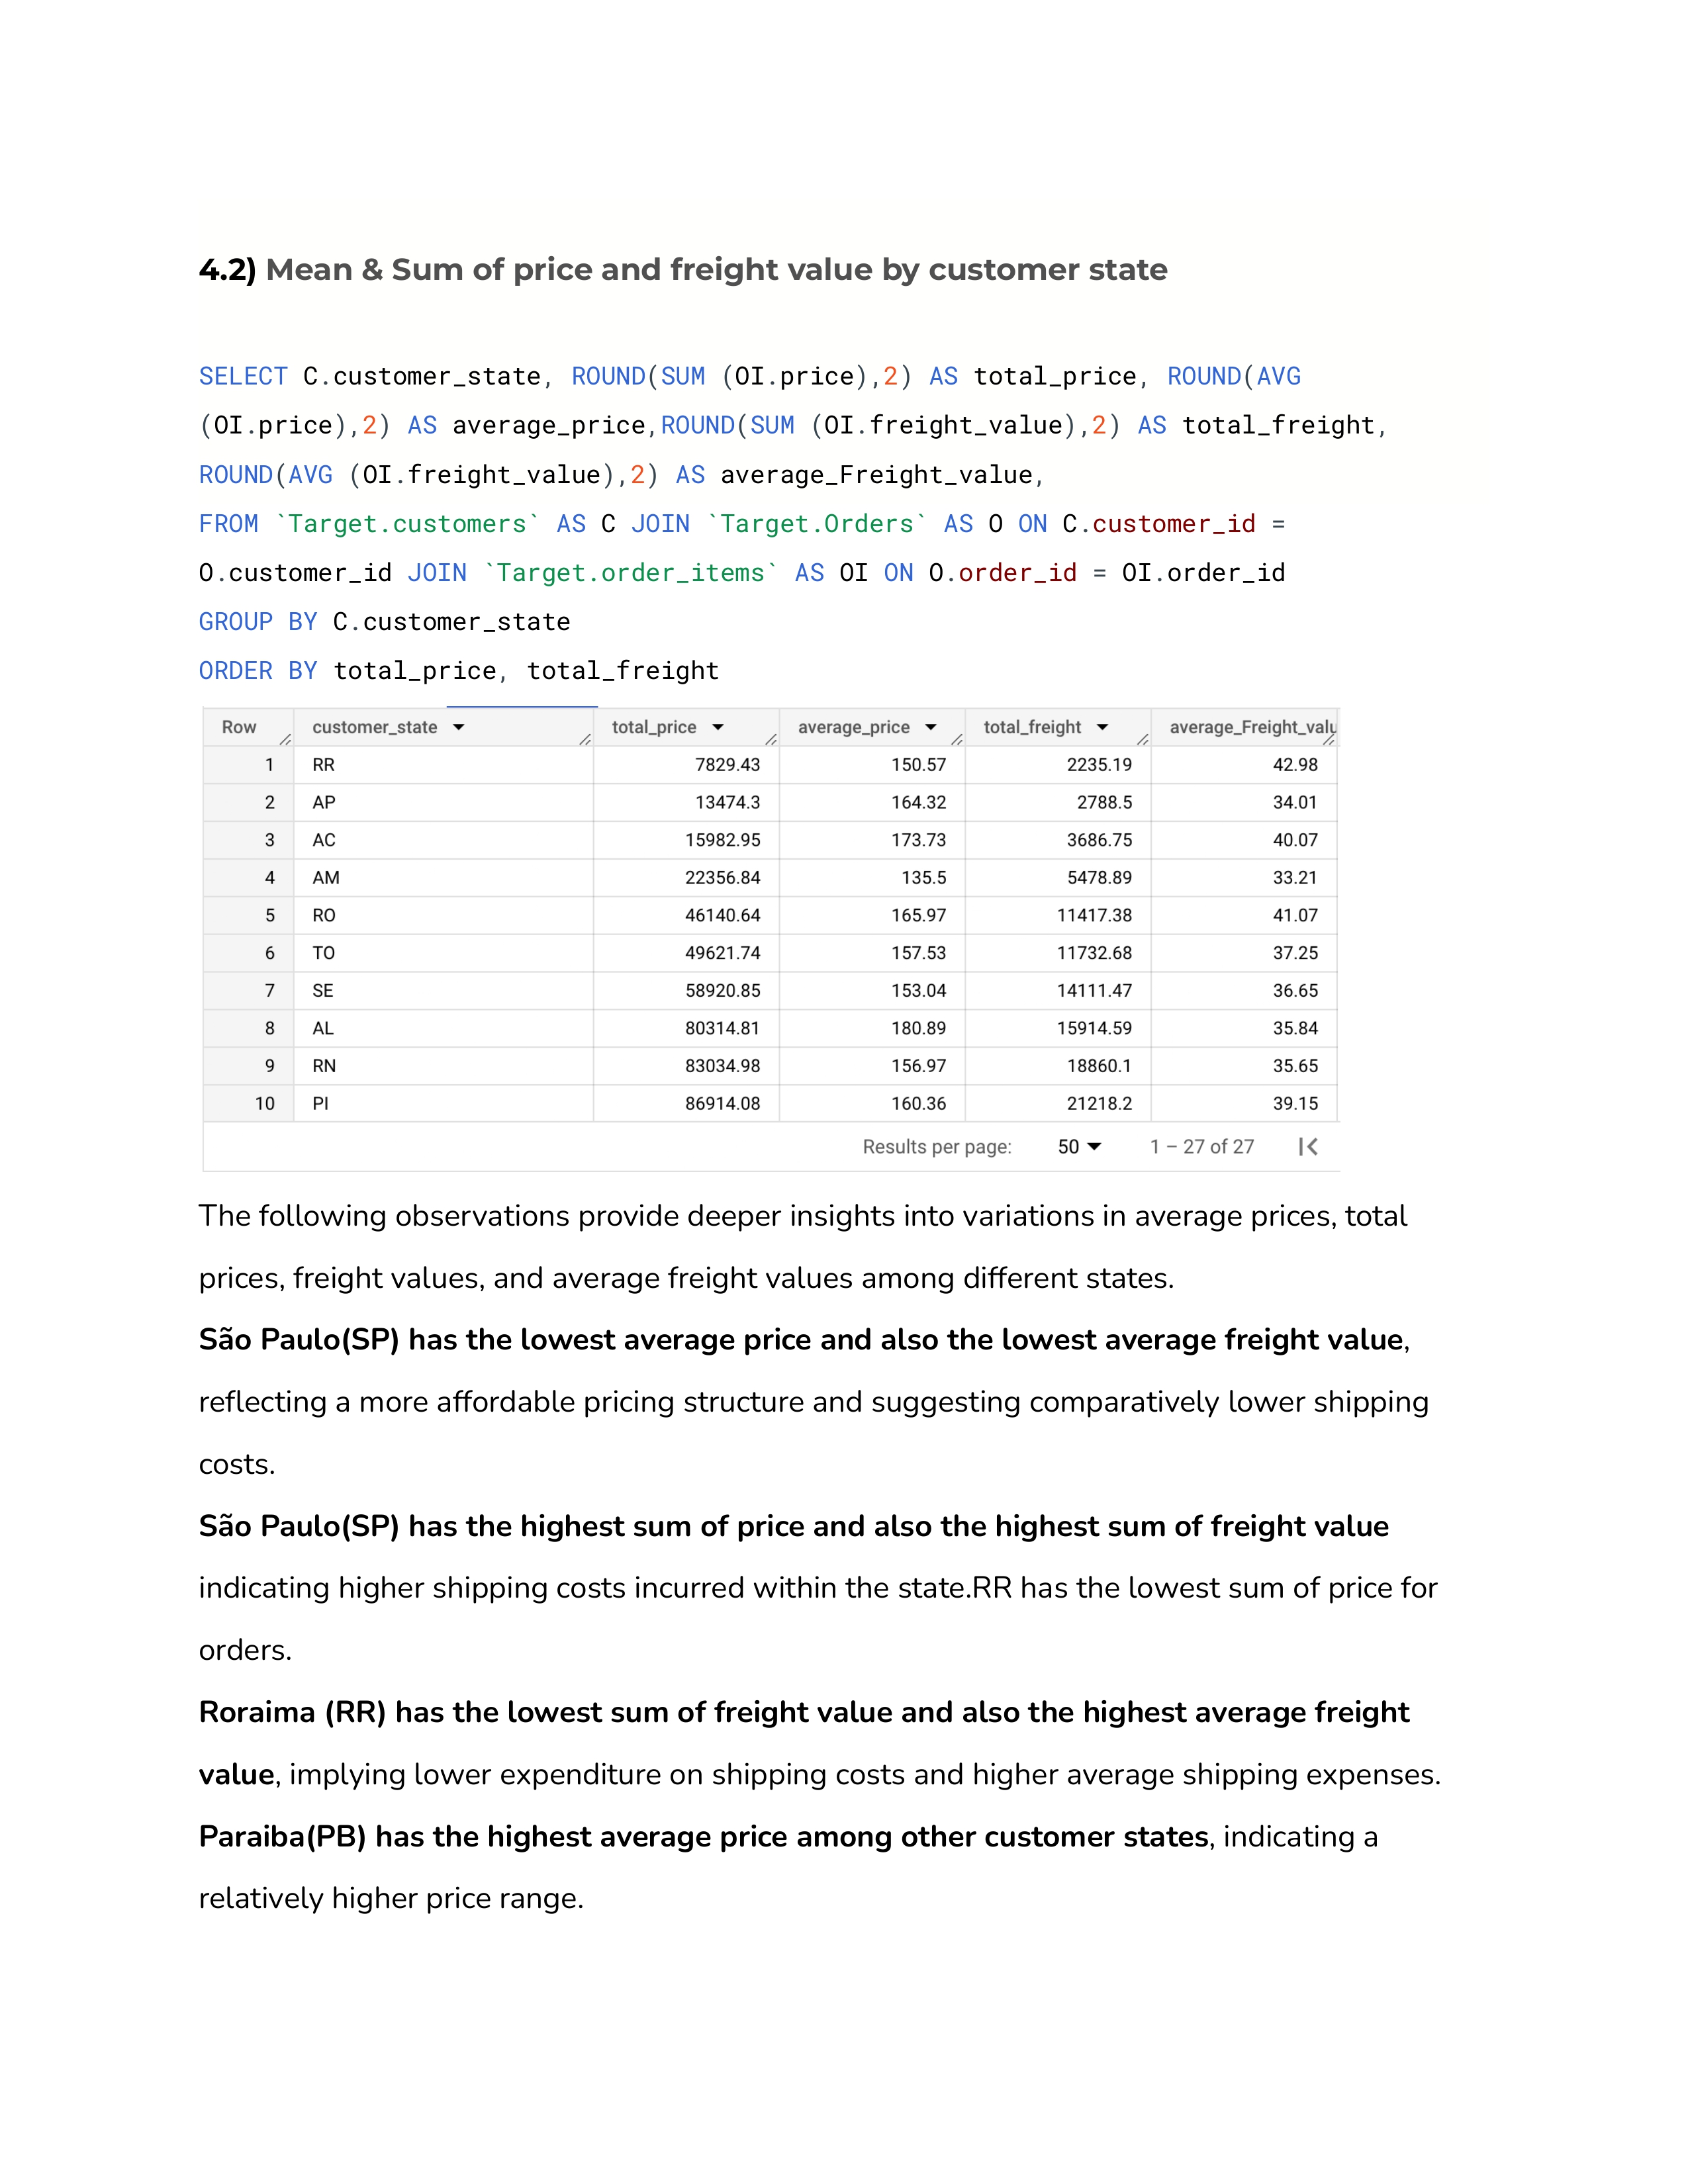 4.2) Mean & Sum of price and freight value by customer state
SELECT C.customer_state, ROUND(SUM (OI.price),2) AS total_price, ROUND(AVG
(OI.price),2) AS average_price,ROUND(SUM (OI.freight_value),2) AS total_freight,
ROUND(AVG (OI.freight_value),2) AS average_Freight_value,
FROM `Target.customers` AS C JOIN `Target.Orders` AS O ON C.customer_id =
O.customer_id JOIN `Target.order_items` AS OI ON O.order_id = OI.order_id
GROUP BY C.customer_state
ORDER BY total_price, total_freight
Row customer_state total_price average_price total_freight average_Freight_valu
1 RR 7829.43 150.57 2235.19 42.98
2 AP 13474.3 164.32 2788.5 34.01
3 AC 15982.95 173.73 3686.75 40.07
4 AM 22356.84 135.5 5478.89 33.21
5 RO 46140.64 165.97 11417.38 41.07
6 TO 49621.74 157.53 11732.68 37.25
7 SE 58920.85 153.04 14111.47 36.65
8 AL 80314.81 180.89 15914.59 35.84
9 RN 83034.98 156.97 18860.1 35.65
10 PI 86914.08 160.36 21218.2 39.15
Results per page: 50 1 – 27 of 27
The following observations provide deeper insights into variations in average prices, total
prices, freight values, and average freight values among different states.
São Paulo(SP) has the lowest average price and also the lowest average freight value,
reflecting a more affordable pricing structure and suggesting comparatively lower shipping
costs.
São Paulo(SP) has the highest sum of price and also the highest sum of freight value
indicating higher shipping costs incurred within the state.RR has the lowest sum of price for
orders.
Roraima (RR) has the lowest sum of freight value and also the highest average freight
value, implying lower expenditure on shipping costs and higher average shipping expenses.
Paraiba(PB) has the highest average price among other customer states, indicating a
relatively higher price range.